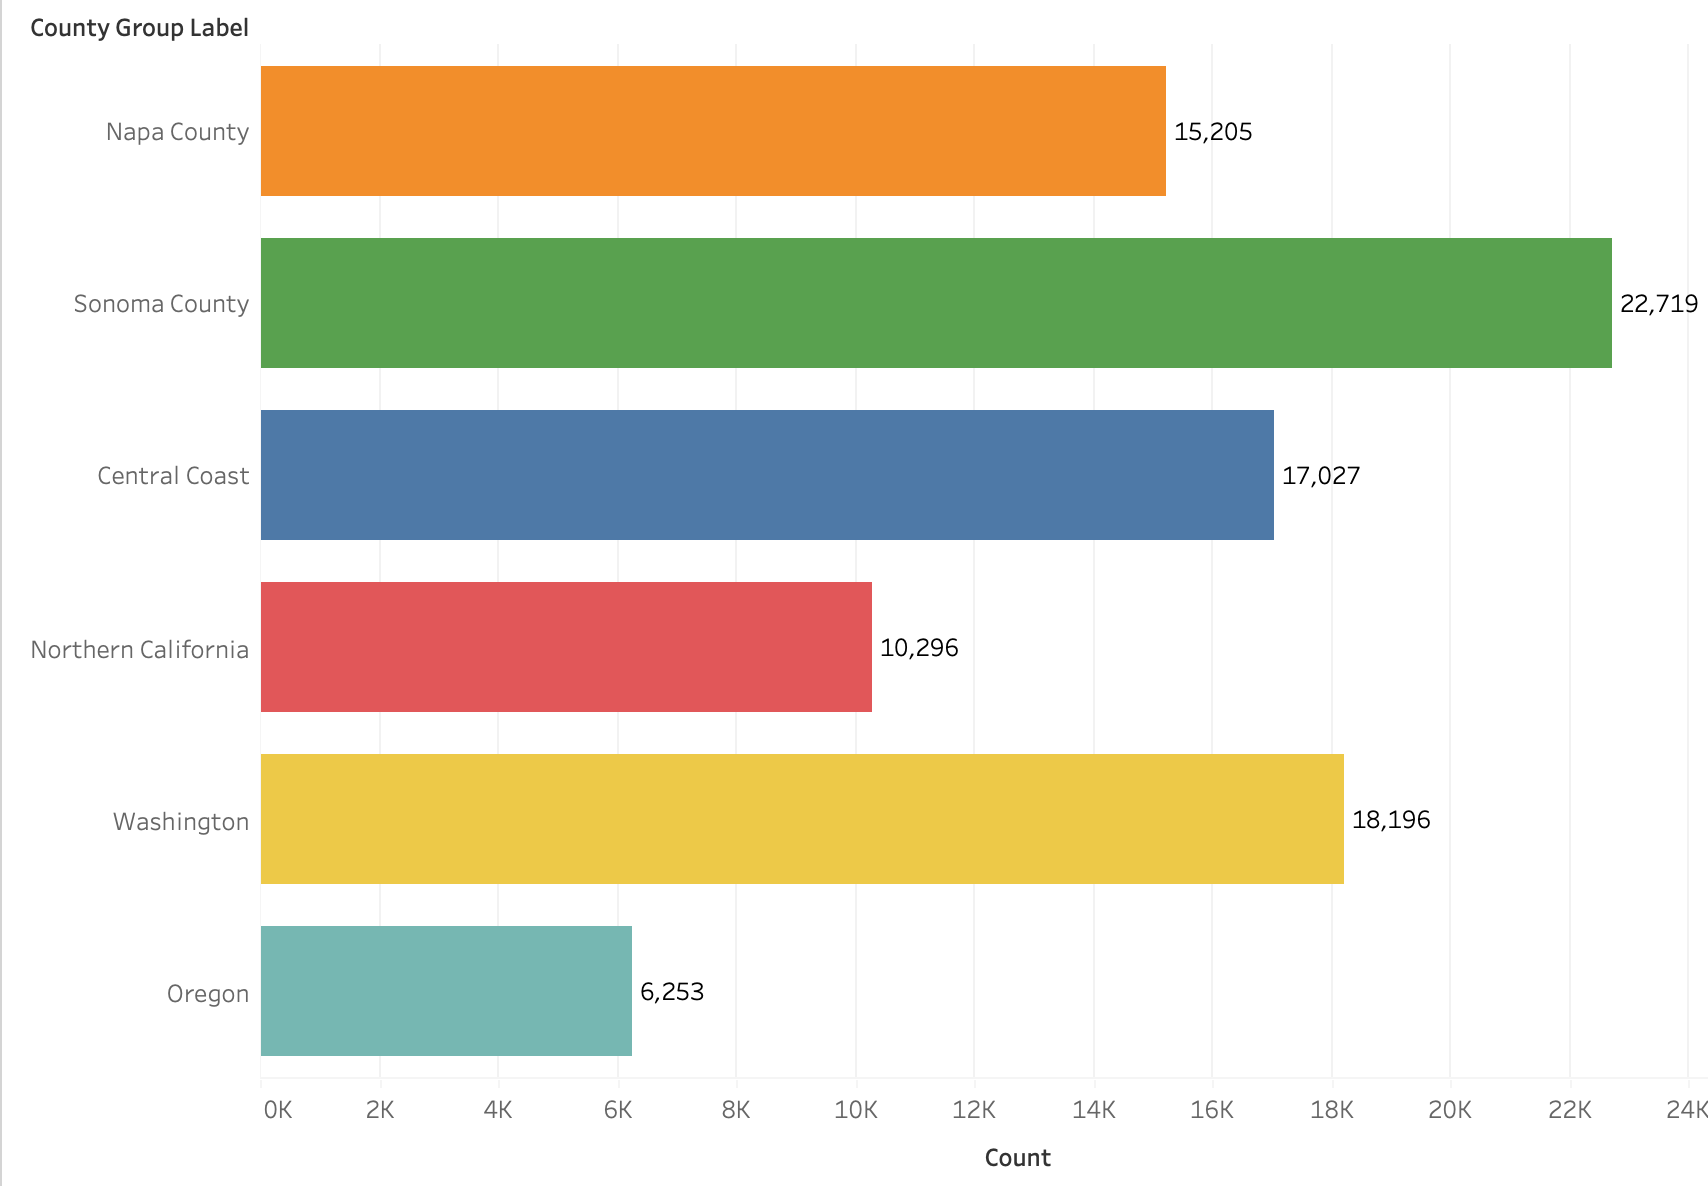 County Group Label
Napa County
15,205
Sonoma County
22,719
Central Coast
17,027
Northern California
10,296
Washington
18,196
Oregon
6,253
0K 2K 4K 6K 8K 10K 12K 14K 16K 18K 20K 22K 24K
Count